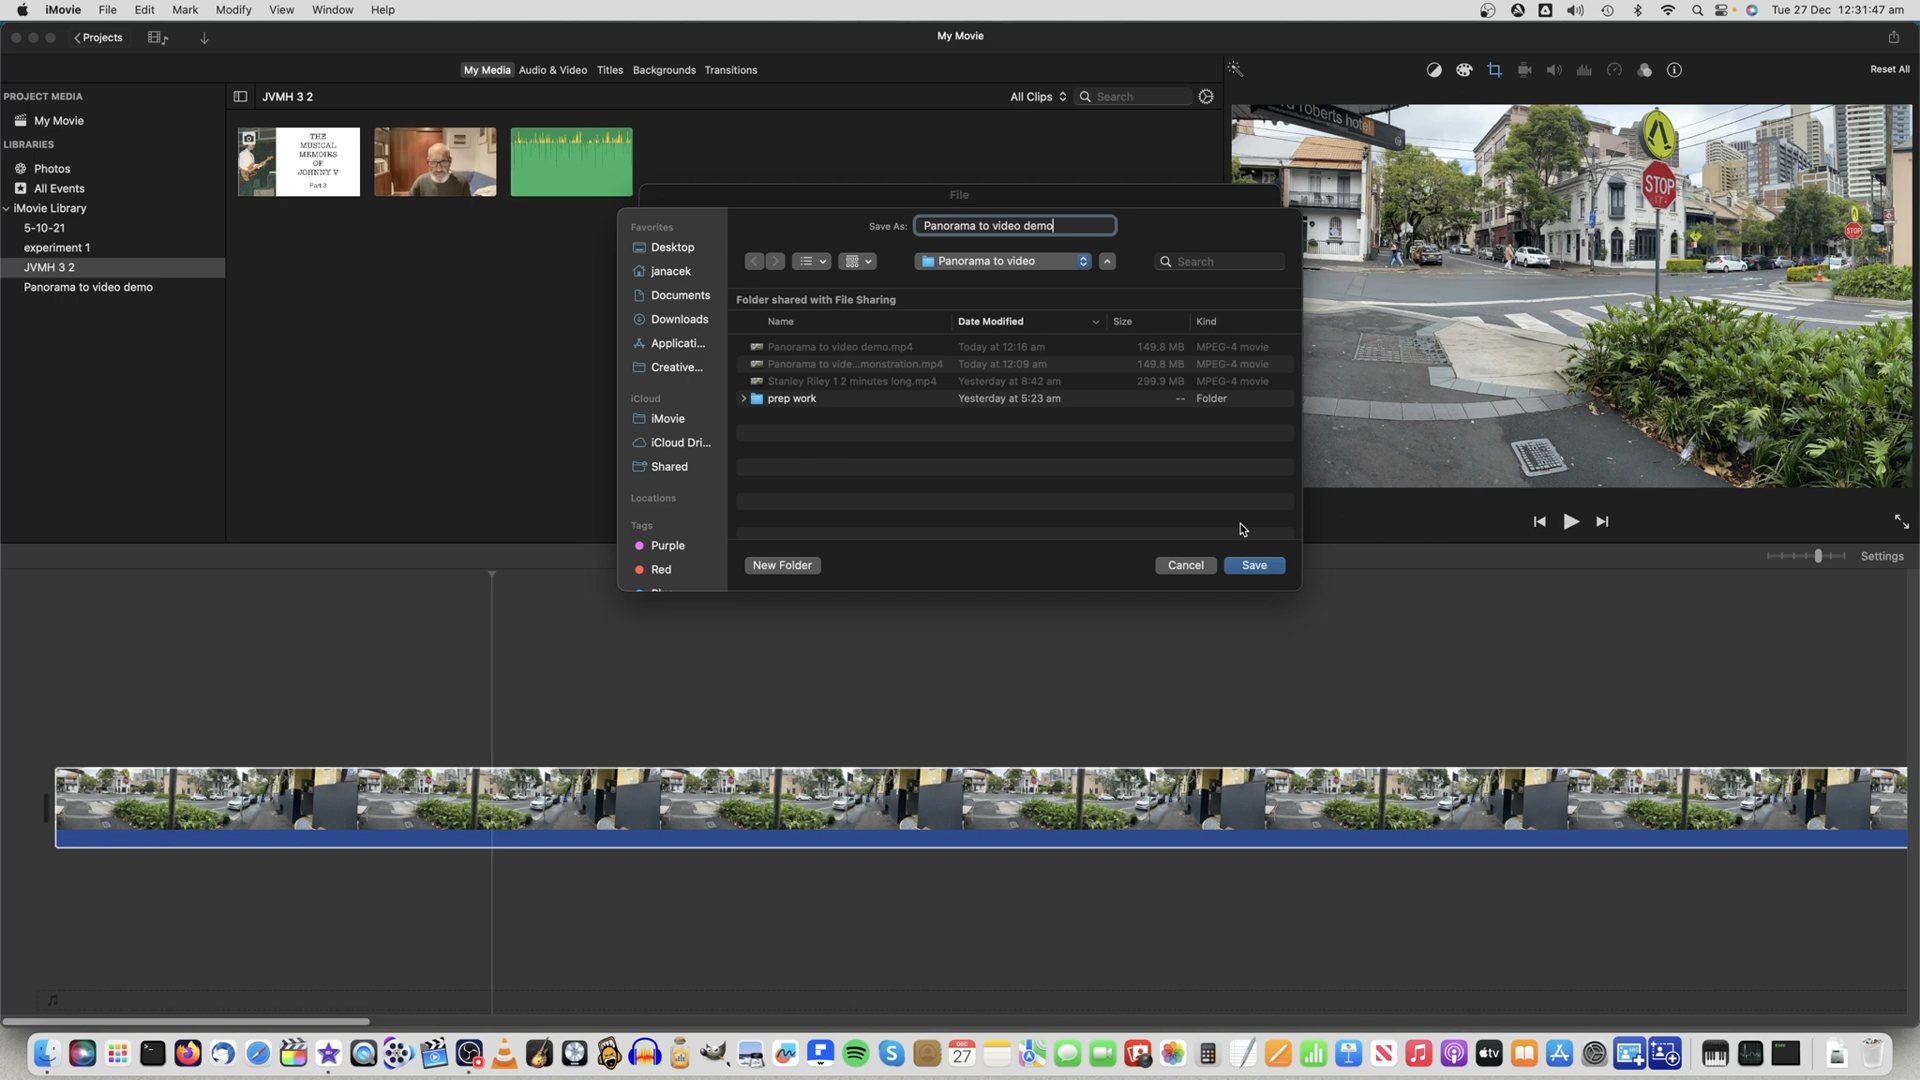 iMovie File Edit Mark Modify View Window Help
Tue 27 Dec 12:31:47 am
Projects
My Movie
My Media Audio & Video Titles Backgrounds Transitions
Reset All
PROJECT MEDIA
My Movie
LIBRARIES
Photos
All Events
iMovie Library
5-10-21
experiment 1
JVMH 3 2
Panorama to video demo
JVMH 3 2
All Clips
Search
THE
MUSICAL
MEMOIRS
OF
JOHNNY V
Part 3
File
Save As: Panorama to video demo
Panorama to video
Search
Favorites
Desktop
janacek
Documents
Downloads
Applicati...
Creative...
iCloud
iMovie
iCloud Dri...
Shared
Locations
Tags
Purple
Red
Folder shared with File Sharing
Name Date Modified Size Kind
Panorama to video demo.mp4 Today at 12:16 am 149.8 MB MPEG-4 movie
Panorama to vide...monstration.mp4 Today at 12:09 am 149.8 MB MPEG-4 movie
Stanley Riley 1 2 minutes long.mp4 Yesterday at 8:42 am 299.9 MB MPEG-4 movie
prep work Yesterday at 5:23 am -- Folder
New Folder Cancel Save
roberts hotel
STOP
STOP
Settings
DEC
27
tv